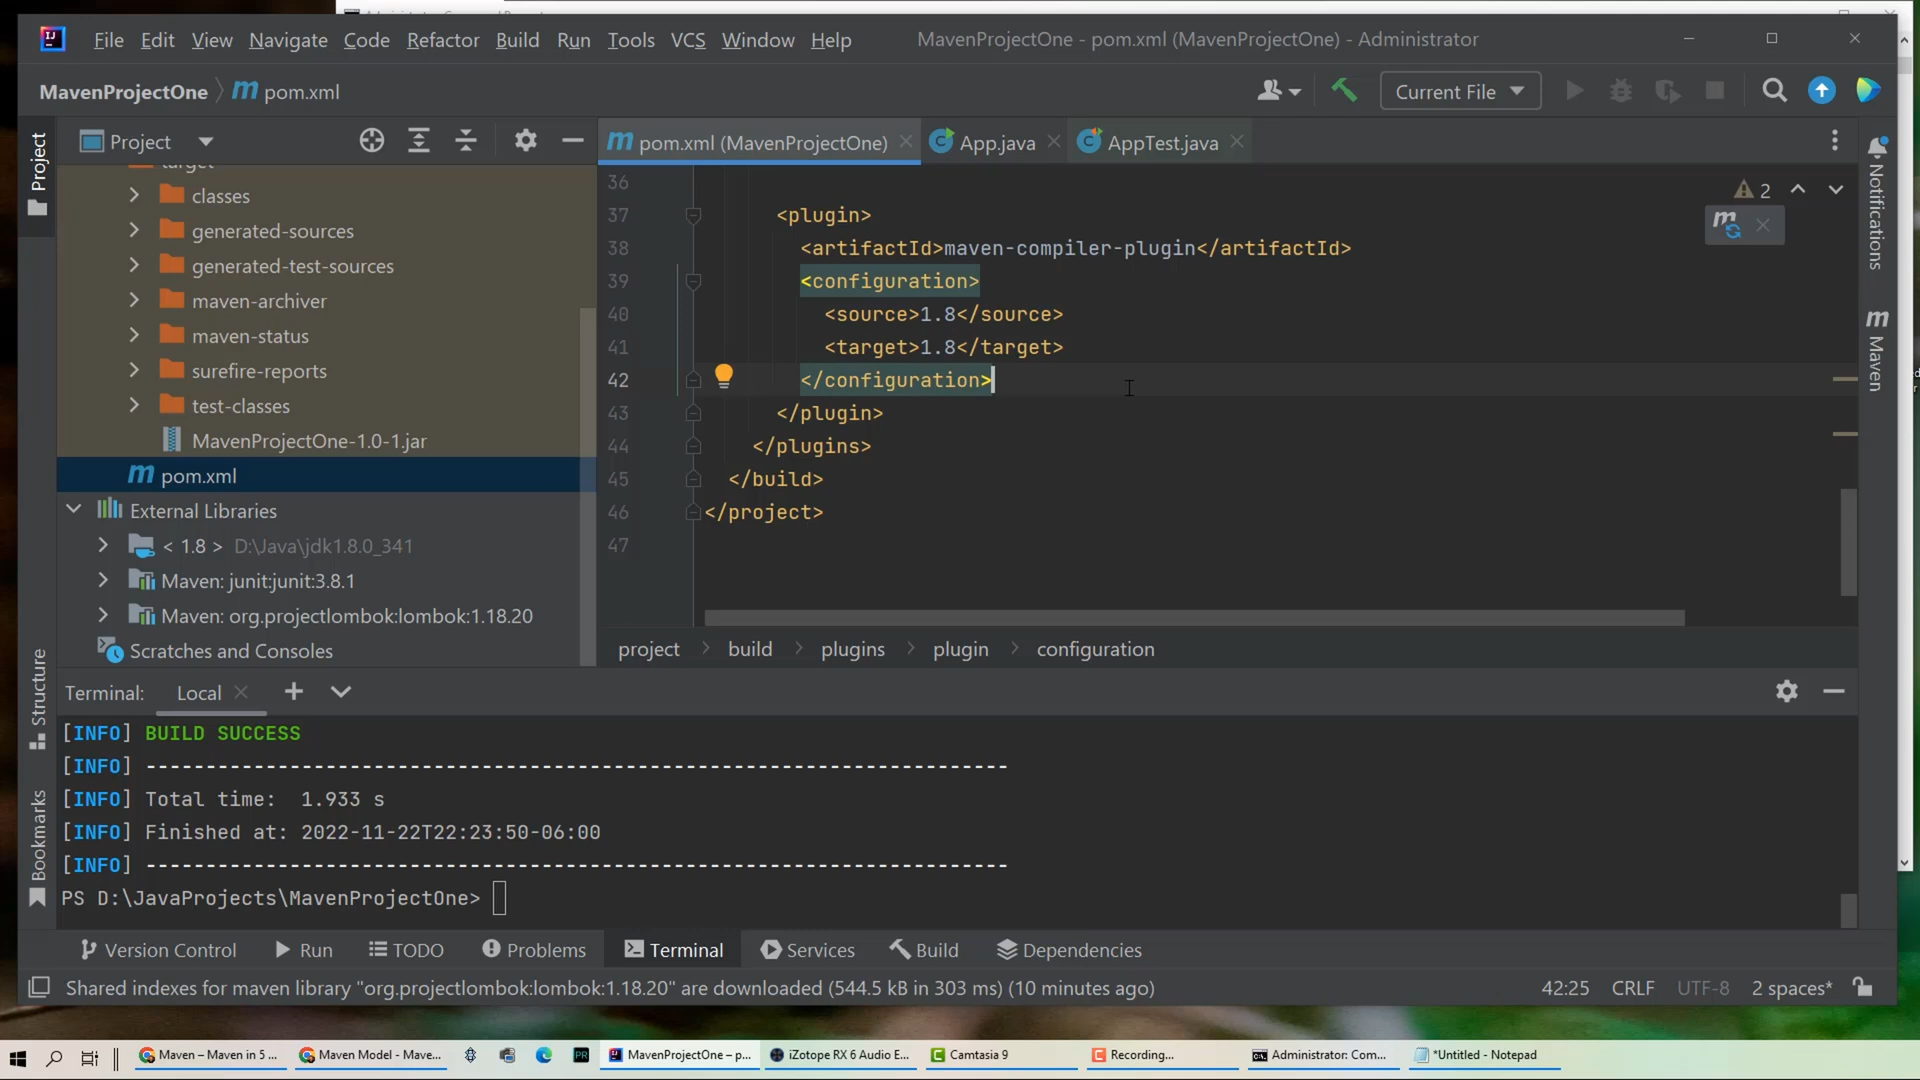 File Edit View Navigate Code Refactor Build Run Tools VCS Window Help MavenProjectOne - pom.xml (MavenProjectOne) - Administrator
MavenProjectOne pom.xml Current File
Project
Project
pom.xml (MavenProjectOne) App.java AppTest.java
classes
generated-sources
generated-test-sources
maven-archiver
maven-status
surefire-reports
test-classes
MavenProjectOne-1.0-1.jar
pom.xml
External Libraries
< 1.8 > D:\Java\jdk1.8.0_341
Maven: junit:junit:3.8.1
Maven: org.projectlombok:lombok:1.18.20
Scratches and Consoles
36
37 <plugin>
38 <artifactId>maven-compiler-plugin</artifactId>
39 <configuration>
40 <source>1.8</source>
41 <target>1.8</target>
42 </configuration>
43 </plugin>
44 </plugins>
45 </build>
46 </project>
47
2
Notifications
Maven
project build plugins plugin configuration
Structure
Bookmarks
Terminal: Local
[INFO] BUILD SUCCESS
[INFO] ------------------------------------------------------------------------
[INFO] Total time:  1.933 s
[INFO] Finished at: 2022-11-22T22:23:50-06:00
[INFO] ------------------------------------------------------------------------
PS D:\JavaProjects\MavenProjectOne>
Version Control Run TODO Problems Terminal Services Build Dependencies
Shared indexes for maven library "org.projectlombok:lombok:1.18.20" are downloaded (544.5 kB in 303 ms) (10 minutes ago) 42:25 CRLF UTF-8 2 spaces*
Maven – Maven in 5 ... Maven Model - Mave... PR MavenProjectOne – p... iZotope RX 6 Audio E... Camtasia 9 Recording... Administrator: Com... *Untitled - Notepad